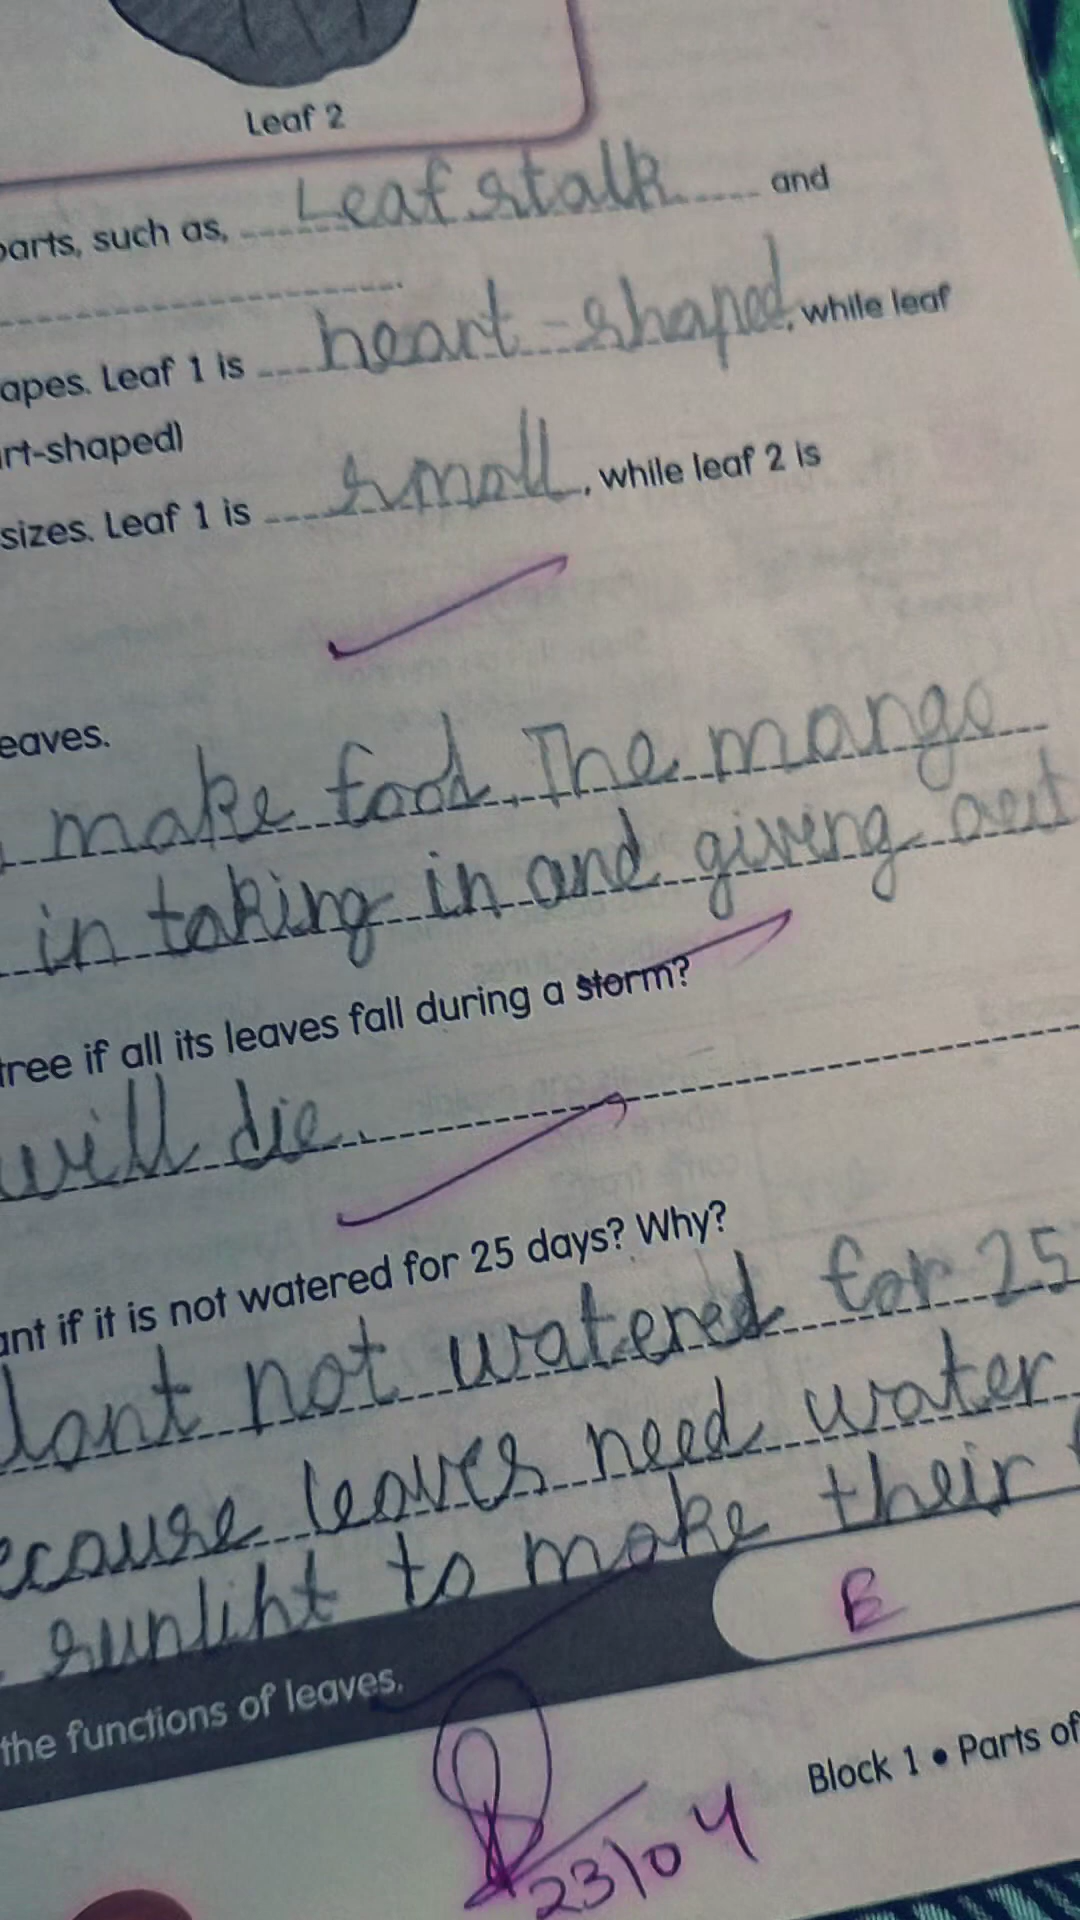 Leaf 2
parts, such as, Leaf stalk and
apes. Leaf 1 is heart-shaped, while leaf
rt-shaped)
sizes. Leaf 1 is small, while leaf 2 is
eaves.
make food. The mango
in taking in and giving out
tree if all its leaves fall during a storm?
will die.
ant if it is not watered for 25 days? Why?
lant not watered for 25
ecause leaves need water
sunliht to make their
E
the functions of leaves.
Block 1 • Parts of
23/04